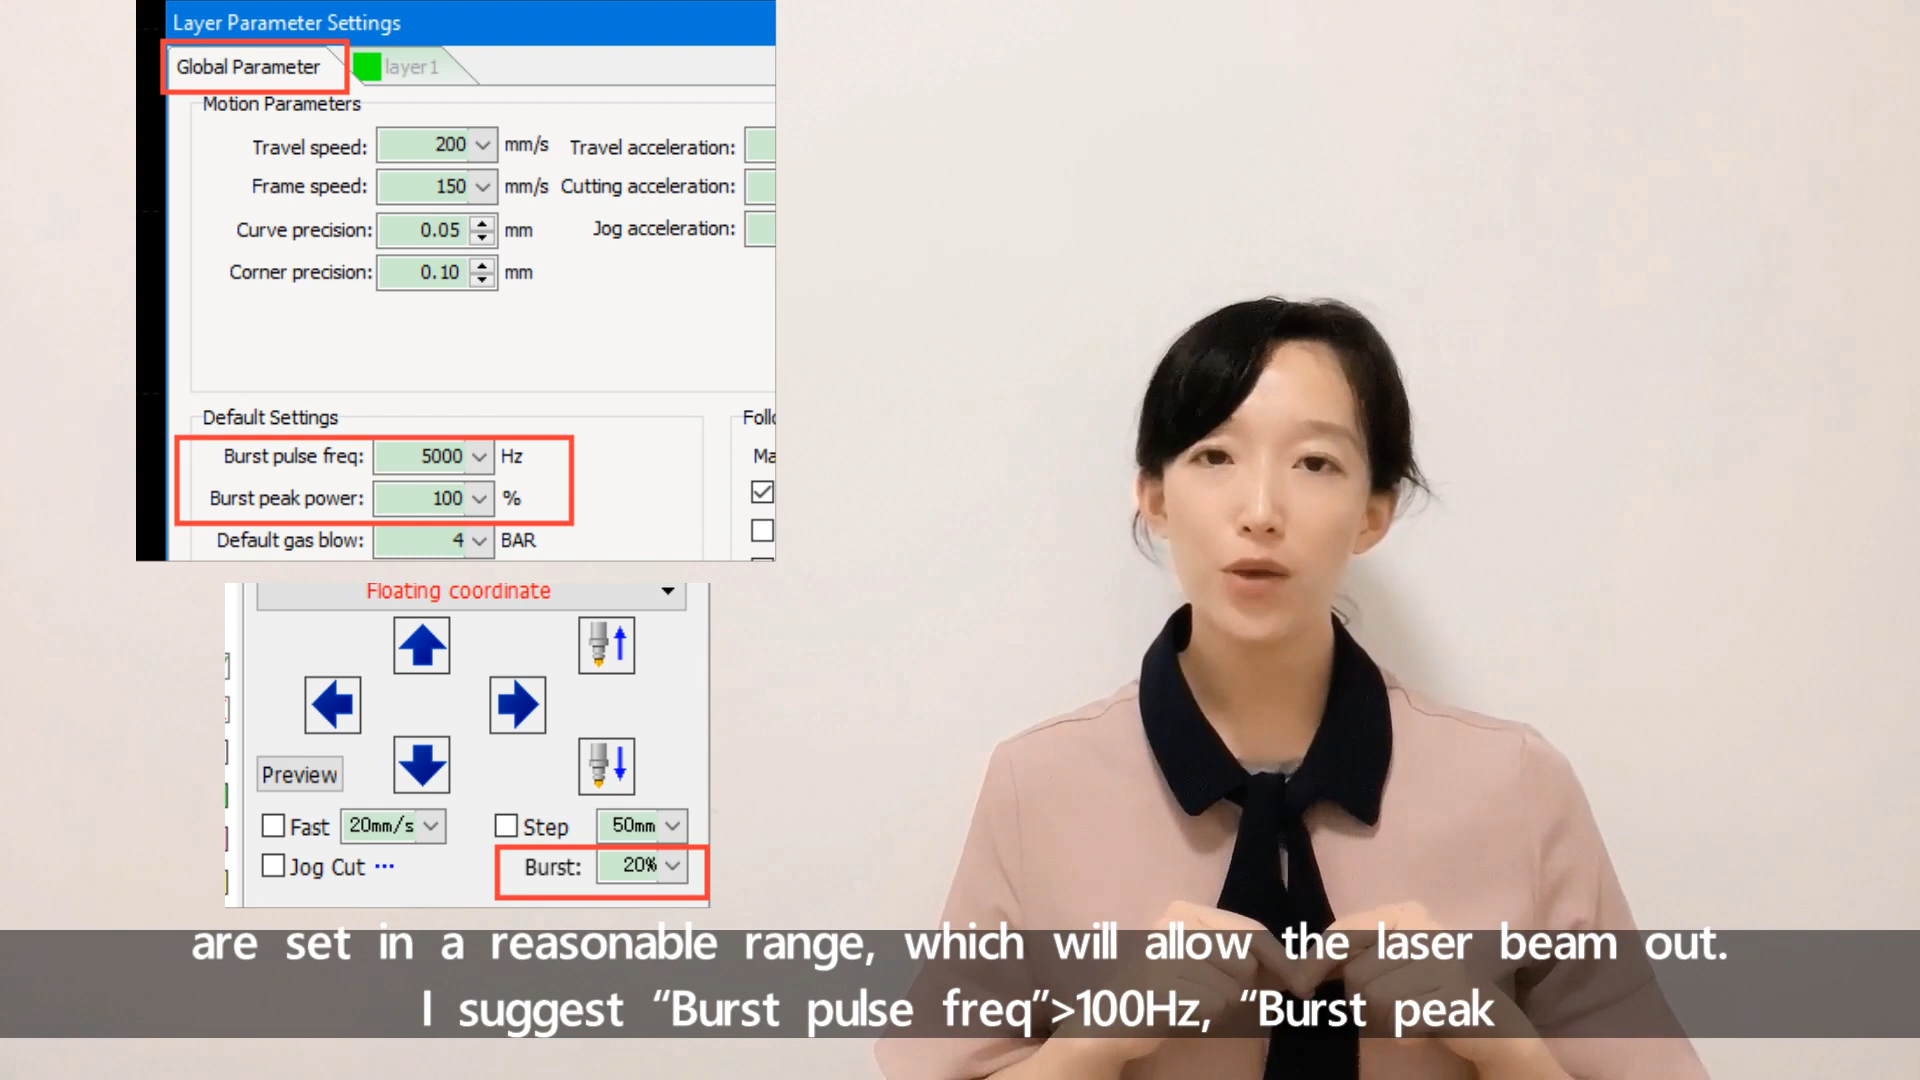 Layer Parameter Settings
Global Parameter layer1
Motion Parameters
Travel speed: 200 mm/s Travel acceleration:
Frame speed: 150 mm/s Cutting acceleration:
Curve precision: 0.05 mm Jog acceleration:
Corner precision: 0.10 mm
Default Settings Follo
Burst pulse freq: 5000 Hz Ma
Burst peak power: 100 %
Default gas blow: 4 BAR
Floating coordinate
Preview
Fast 20mm/s Step 50mm
Jog Cut ... Burst: 20%
are set in a reasonable range, which will allow the laser beam out.
I suggest “Burst pulse freq”>100Hz, “Burst peak